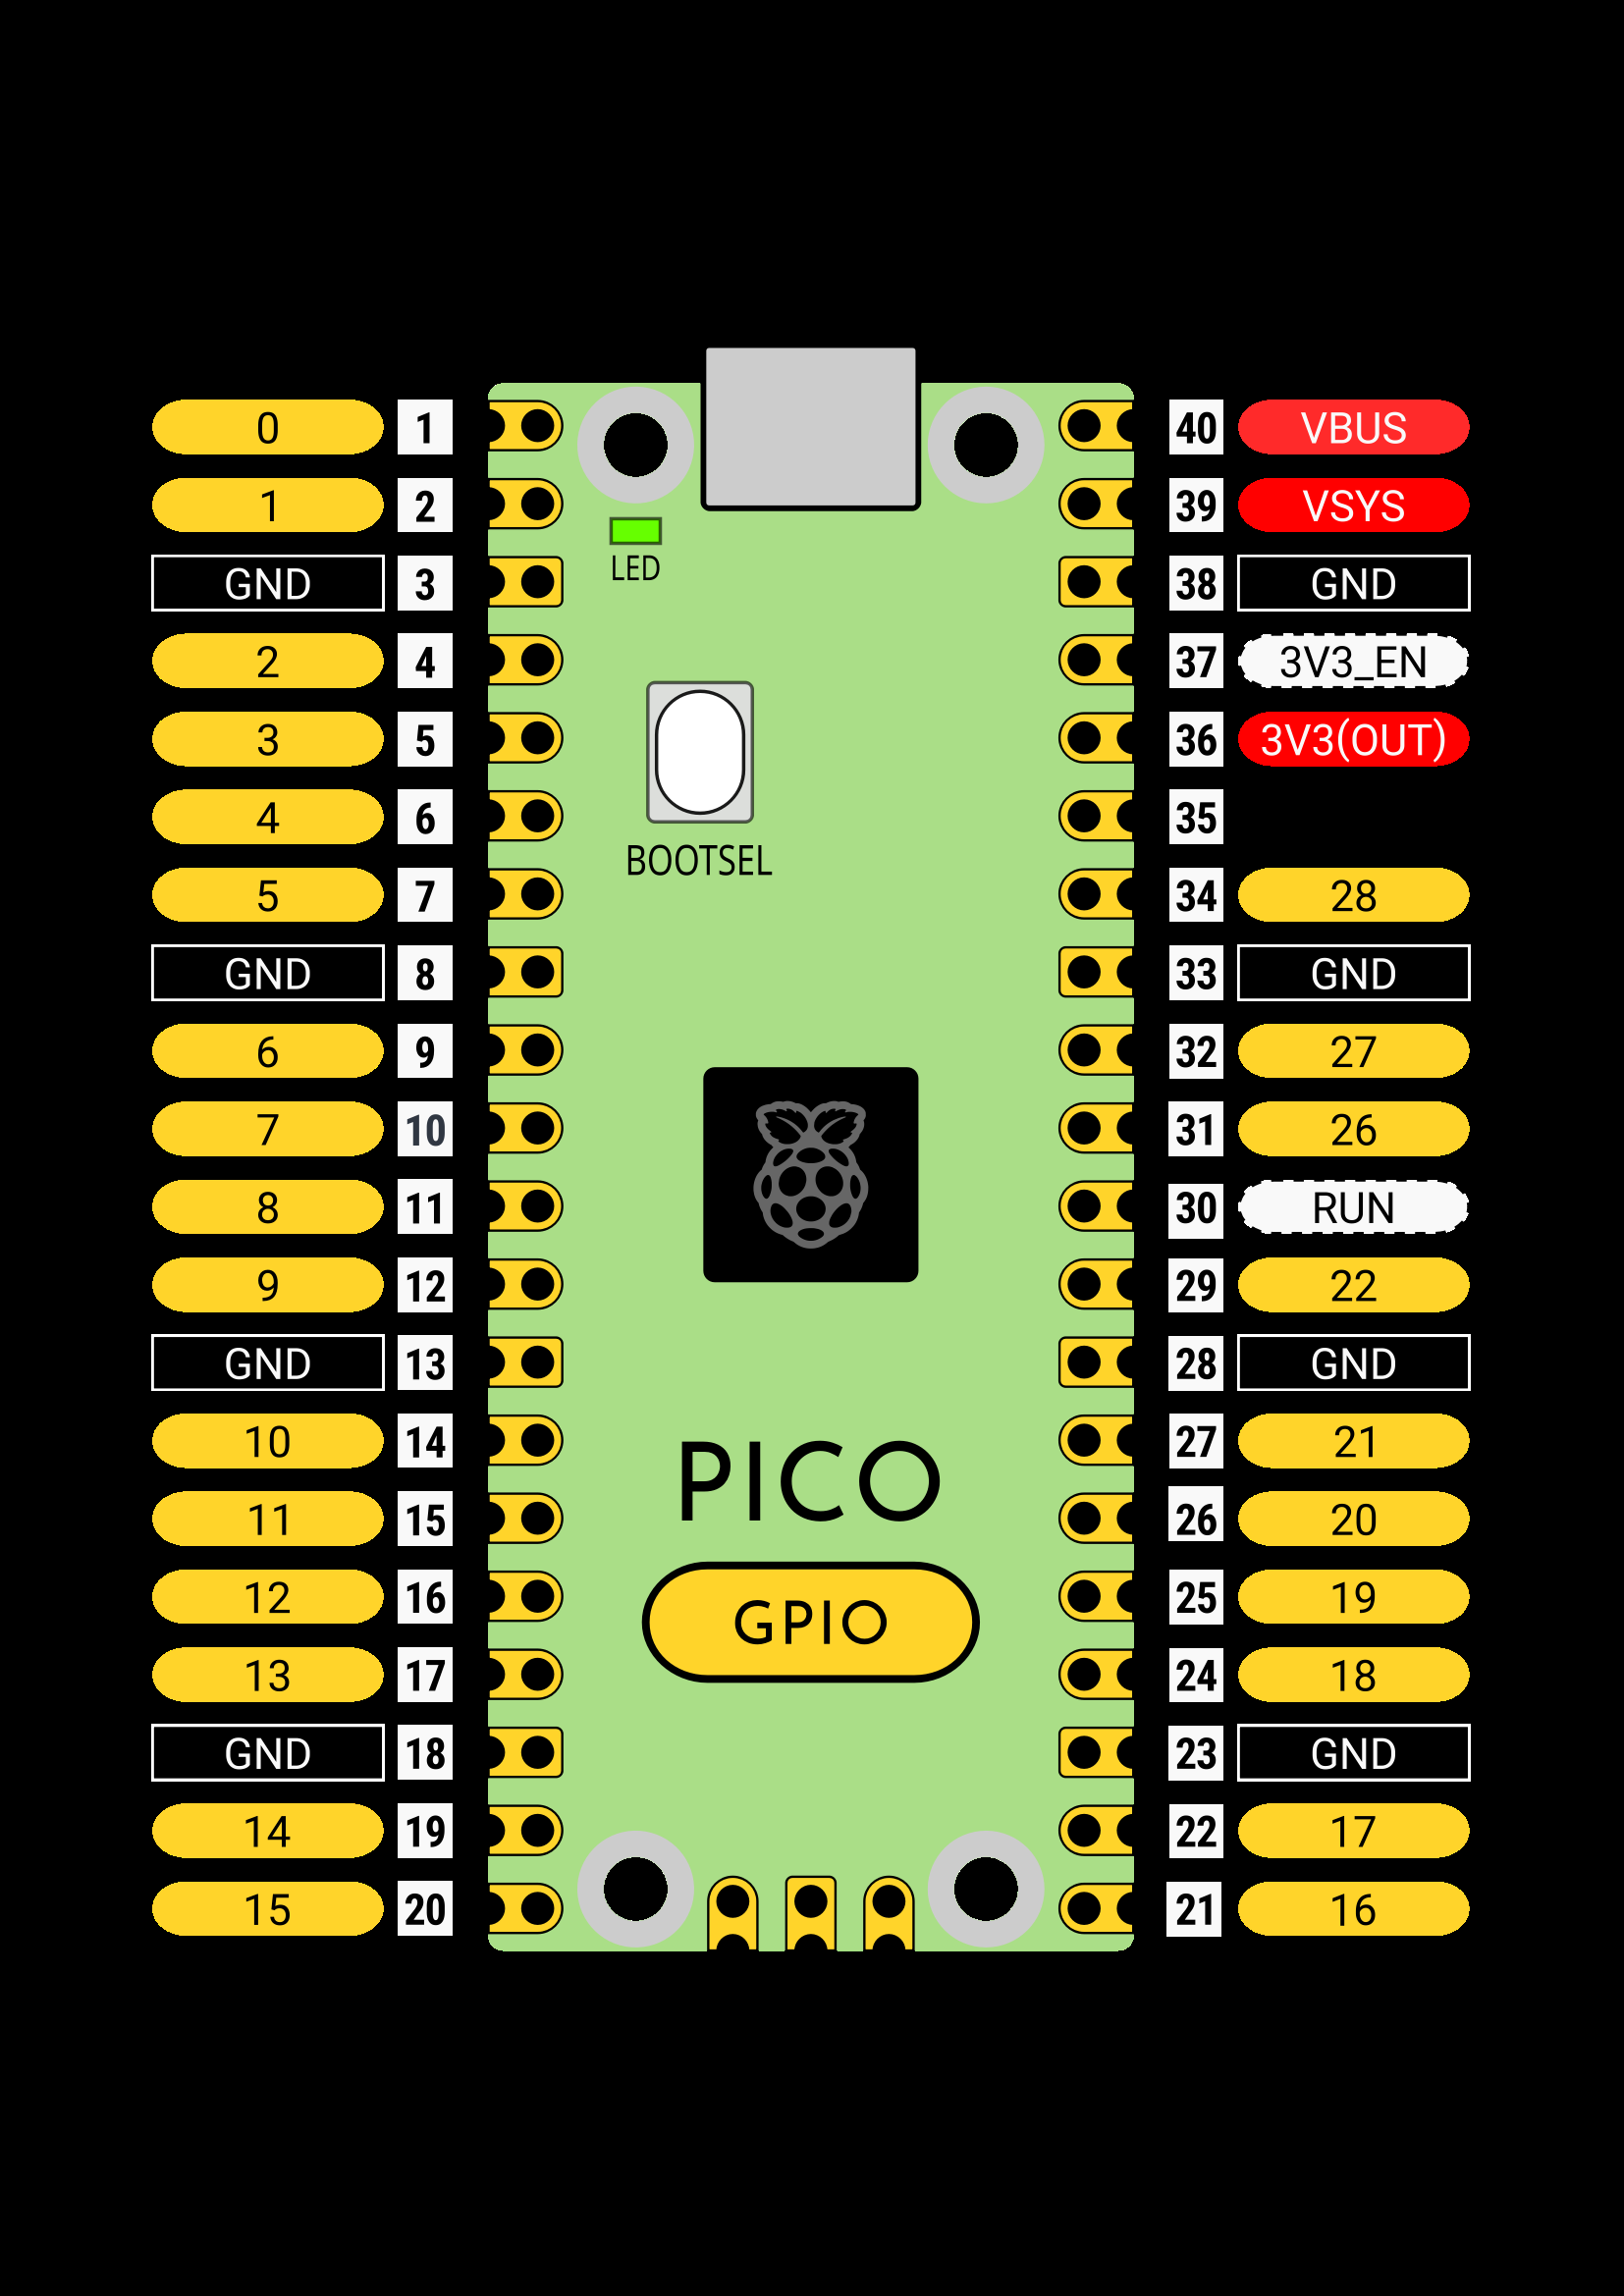 0 1 40 VBUS
1 2 39 VSYS
LED
GND 3 38 GND
2 4 37 3V3_EN
3 5 36 3V3(OUT)
4 6 35
BOOTSEL
5 7 34 28
GND 8 33 GND
6 9 32 27
7 10 31 26
8 11 30 RUN
9 12 29 22
GND 13 28 GND
10 14 27 21
PICO
11 15 26 20
12 16 25 19
GPIO
13 17 24 18
GND 18 23 GND
14 19 22 17
15 20 21 16